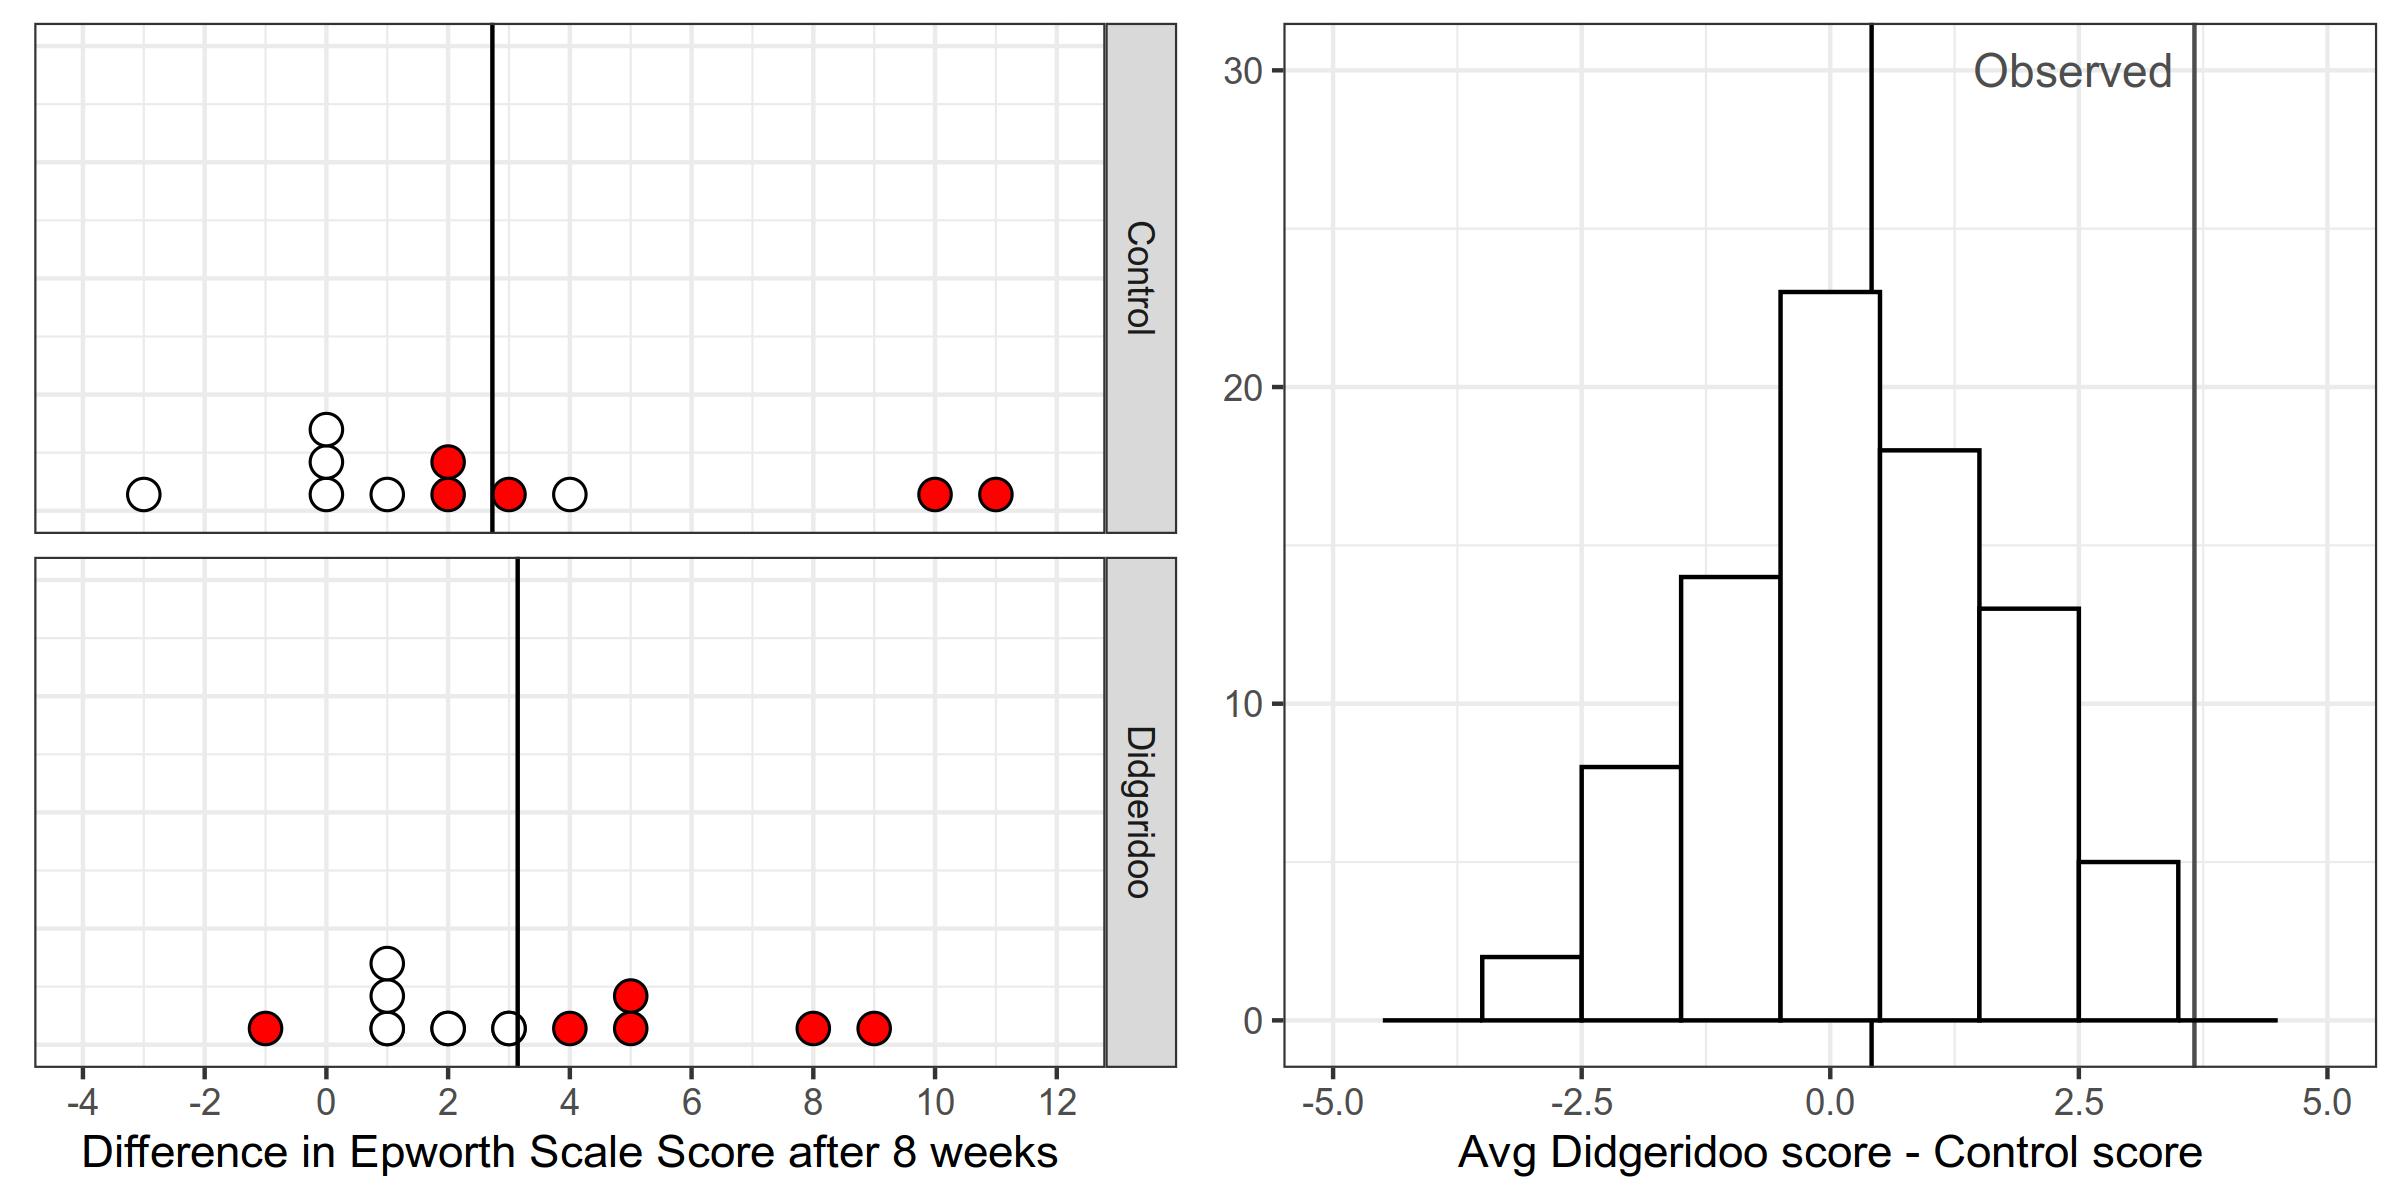 Control
Didgeridoo
-4 -2 0 2 4 6 8 10 12
Difference in Epworth Scale Score after 8 weeks
Observed
30
20
10
0
-5.0 -2.5 0.0 2.5 5.0
Avg Didgeridoo score - Control score